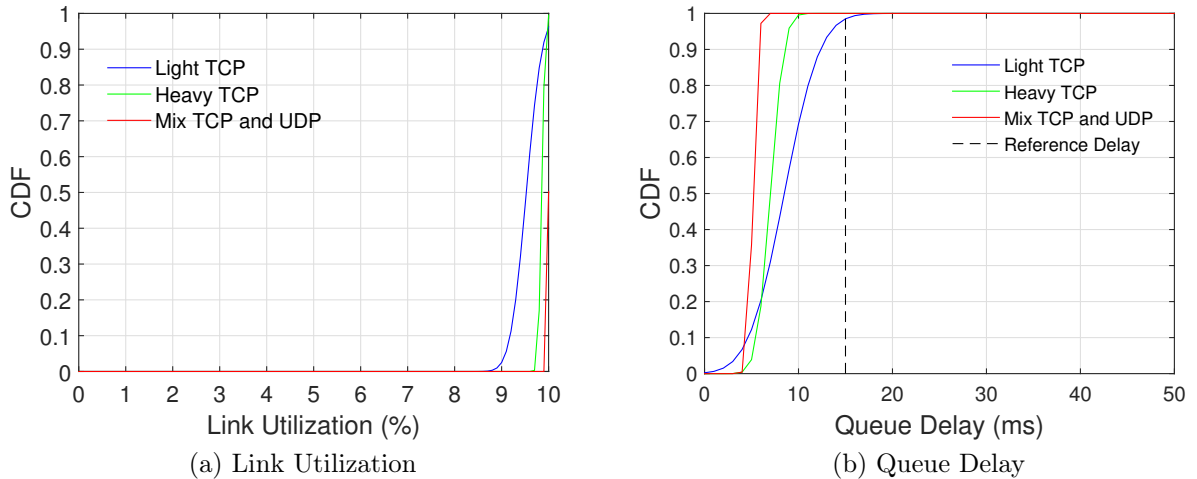 1
0.9
0.8
0.7
0.6
0.5
0.4
0.3
0.2
0.1
0
CDF
Light TCP
Heavy TCP
Mix TCP and UDP
0 1 2 3 4 5 6 7 8 9 10
Link Utilization (%)
(a) Link Utilization
1
0.9
0.8
0.7
0.6
0.5
0.4
0.3
0.2
0.1
0
CDF
Light TCP
Heavy TCP
Mix TCP and UDP
Reference Delay
0 10 20 30 40 50
Queue Delay (ms)
(b) Queue Delay